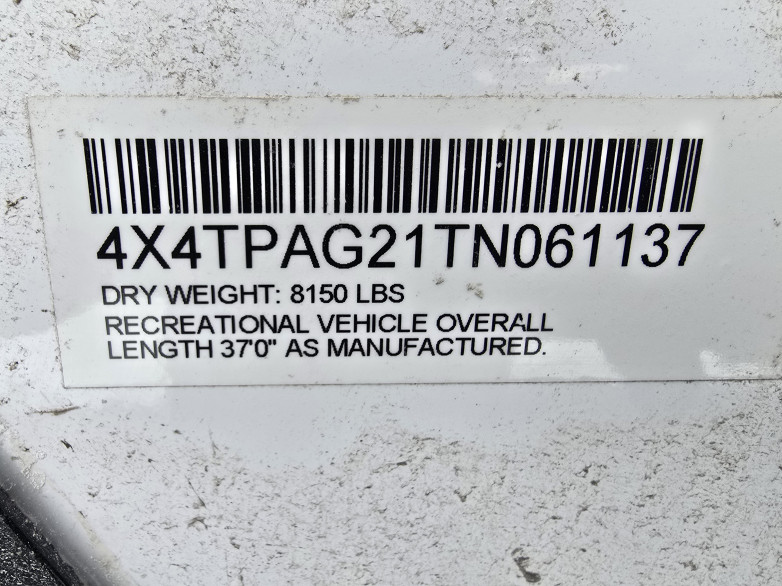 4X4TPAG21TN061137
DRY WEIGHT: 8150 LBS
RECREATIONAL VEHICLE OVERALL
LENGTH 37'0" AS MANUFACTURED.